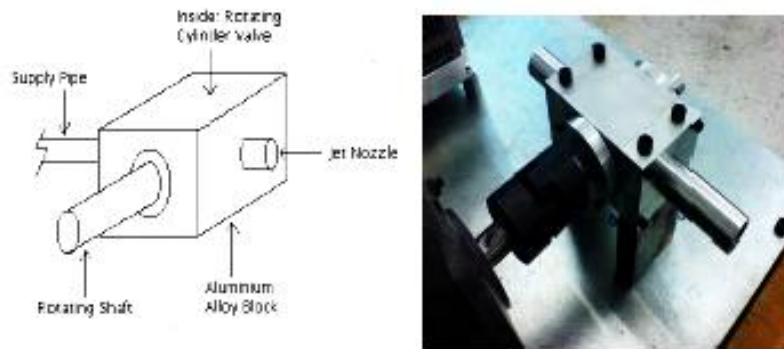 Inside: Rotating
Cylinder Valve
Supply Pipe
Jet Nozzle
Aluminium
Alloy Block
Rotating Shaft